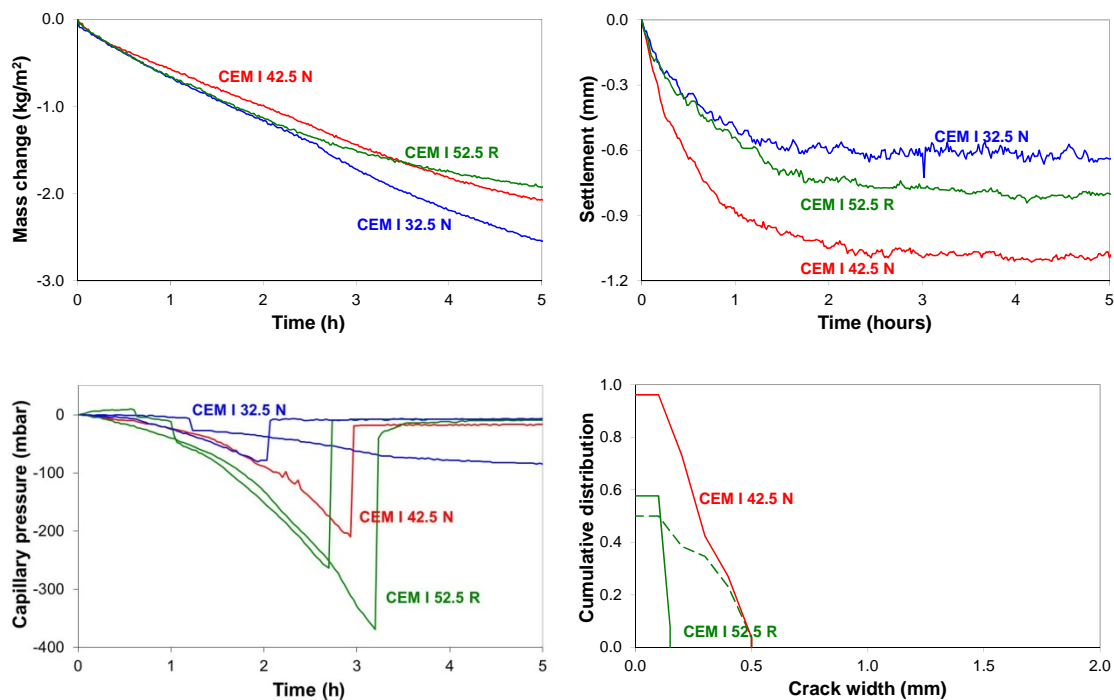 Mass change (kg/m²)
0.0
-1.0
-2.0
-3.0
CEM I 42.5 N
CEM I 52.5 R
CEM I 32.5 N
0 1 2 3 4 5
Time (h)
Settlement (mm)
0.0
-0.3
-0.6
-0.9
-1.2
CEM I 32.5 N
CEM I 52.5 R
CEM I 42.5 N
0 1 2 3 4 5
Time (hours)
Capillary pressure (mbar)
100
0
-100
-200
-300
-400
CEM I 32.5 N
CEM I 42.5 N
CEM I 52.5 R
0 1 2 3 4 5
Time (h)
Cumulative distribution
1.0
0.8
0.6
0.4
0.2
0.0
CEM I 42.5 N
CEM I 52.5 R
0.0 0.5 1.0 1.5 2.0
Crack width (mm)